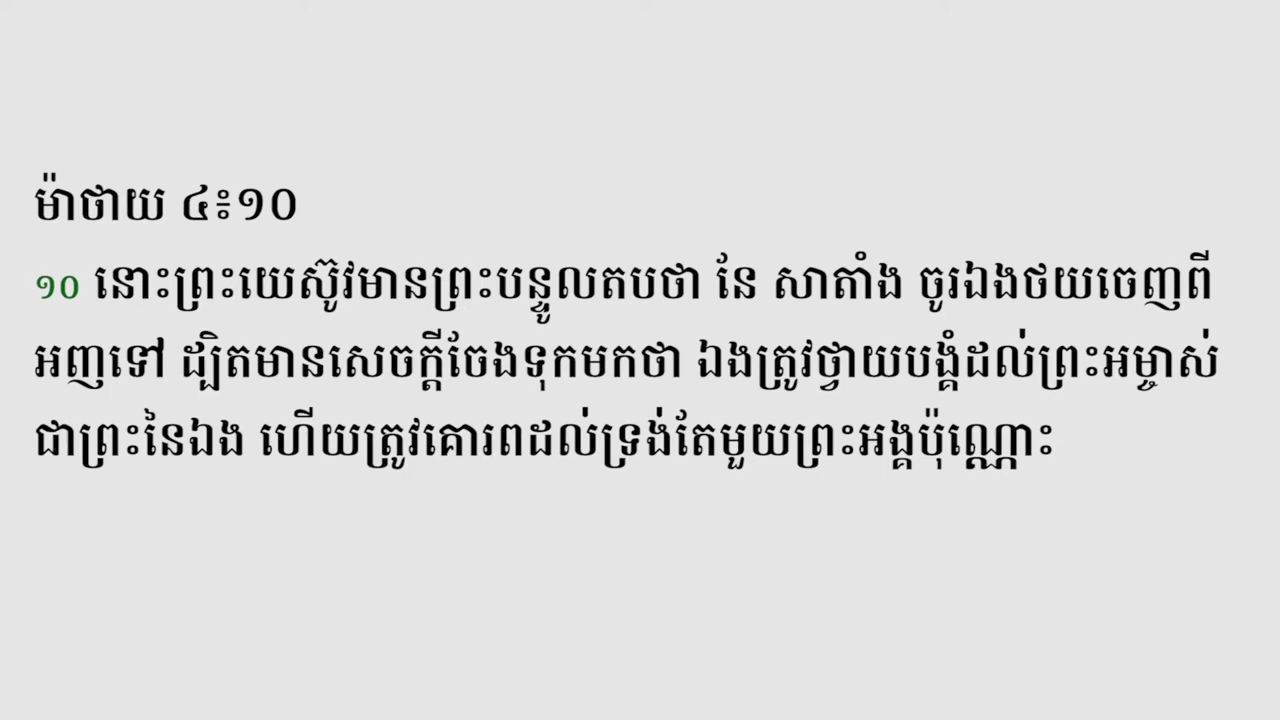 ម៉ាថាយ ៤៖១០
១០ នោះព្រះយេស៊ូវមានព្រះបន្ទូលតបថា នែ សាតាំង ចូរឯងថយចេញពី
អញទៅ ដ្បិតមានសេចក្ដីចែងទុកមកថា ឯងត្រូវថ្វាយបង្គំដល់ព្រះអម្ចាស់
ជាព្រះនៃឯង ហើយត្រូវគោរពដល់ទ្រង់តែមួយព្រះអង្គប៉ុណ្ណោះ